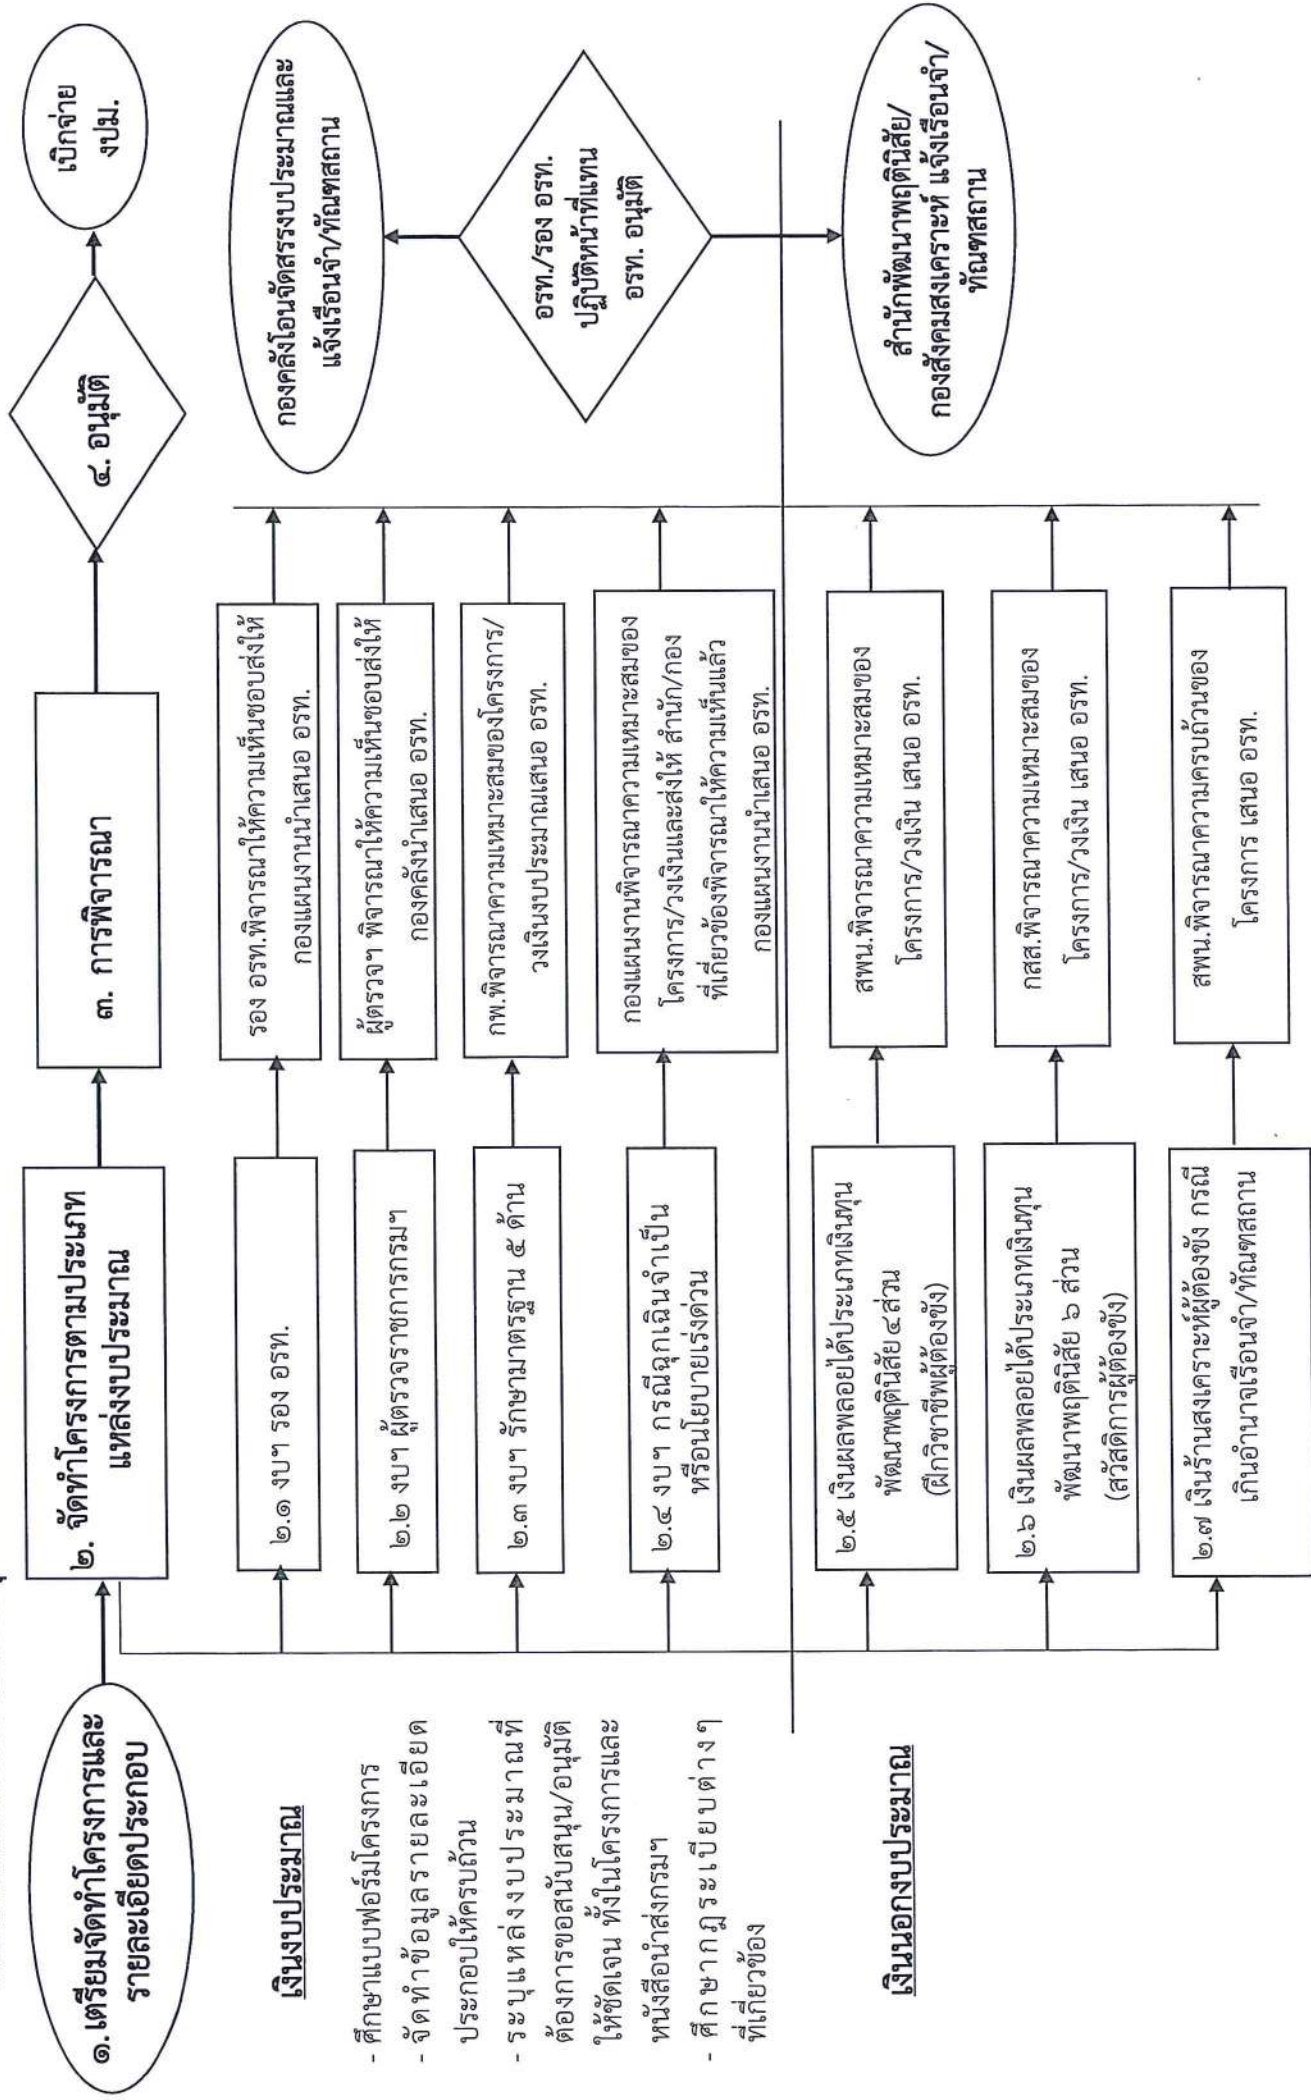 ๑. เตรียมจัดทำโครงการและ
รายละเอียดประกอบ
๒. จัดทำโครงการตามประเภท
แหล่งงบประมาณ
๓. การพิจารณา
๔. อนุมัติ
เบิกจ่าย
งปม.
เงินงบประมาณ
- ศึกษาแบบฟอร์มโครงการ
- จัดทำข้อมูลรายละเอียด
ประกอบให้ครบถ้วน
- ระบุแหล่งงบประมาณที่
ต้องการขอสนับสนุน/อนุมัติ
ให้ชัดเจน ทั้งในโครงการและ
หนังสือนำส่งกรมฯ
- ศึกษากฎระเบียบต่างๆ
ที่เกี่ยวข้อง
๒.๑ งบฯ รอง อรท.
รอง อรท.พิจารณาให้ความเห็นชอบส่งให้
กองแผนงานนำเสนอ อรท.
๒.๒ งบฯ ผู้ตรวจราชการกรมฯ
ผู้ตรวจฯ พิจารณาให้ความเห็นชอบส่งให้
กองคลังนำเสนอ อรท.
๒.๓ งบฯ รักษามาตรฐาน ๕ ด้าน
กพ.พิจารณาความเหมาะสมของโครงการ/
วงเงินงบประมาณเสนอ อรท.
๒.๔ งบฯ กรณีฉุกเฉินจำเป็น
หรือนโยบายเร่งด่วน
กองแผนงานพิจารณาความเหมาะสมของ
โครงการ/วงเงินและส่งให้ สำนัก/กอง
ที่เกี่ยวข้องพิจารณาให้ความเห็นแล้ว
กองแผนงานนำเสนอ อรท.
กองคลังโอนจัดสรรงบประมาณและ
แจ้งเรือนจำ/ทัณฑสถาน
อรท./รอง อรท.
ปฏิบัติหน้าที่แทน
อรท. อนุมัติ
เงินนอกงบประมาณ
๒.๕ เงินผลพลอยได้ประเภทเงินทุน
พัฒนาพฤตินิสัย ๔ ส่วน
(ฝึกวิชาชีพผู้ต้องขัง)
สพน.พิจารณาความเหมาะสมของ
โครงการ/วงเงิน เสนอ อรท.
๒.๖ เงินผลพลอยได้ประเภทเงินทุน
พัฒนาพฤตินิสัย ๖ ส่วน
(สวัสดิการผู้ต้องขัง)
กสส.พิจารณาความเหมาะสมของ
โครงการ/วงเงิน เสนอ อรท.
๒.๗ เงินร้านสงเคราะห์ผู้ต้องขัง กรณี
เกินอำนาจเรือนจำ/ทัณฑสถาน
สพน.พิจารณาความครบถ้วนของ
โครงการ เสนอ อรท.
สำนักพัฒนาพฤตินิสัย/
กองสังคมสงเคราะห์ แจ้งเรือนจำ/
ทัณฑสถาน